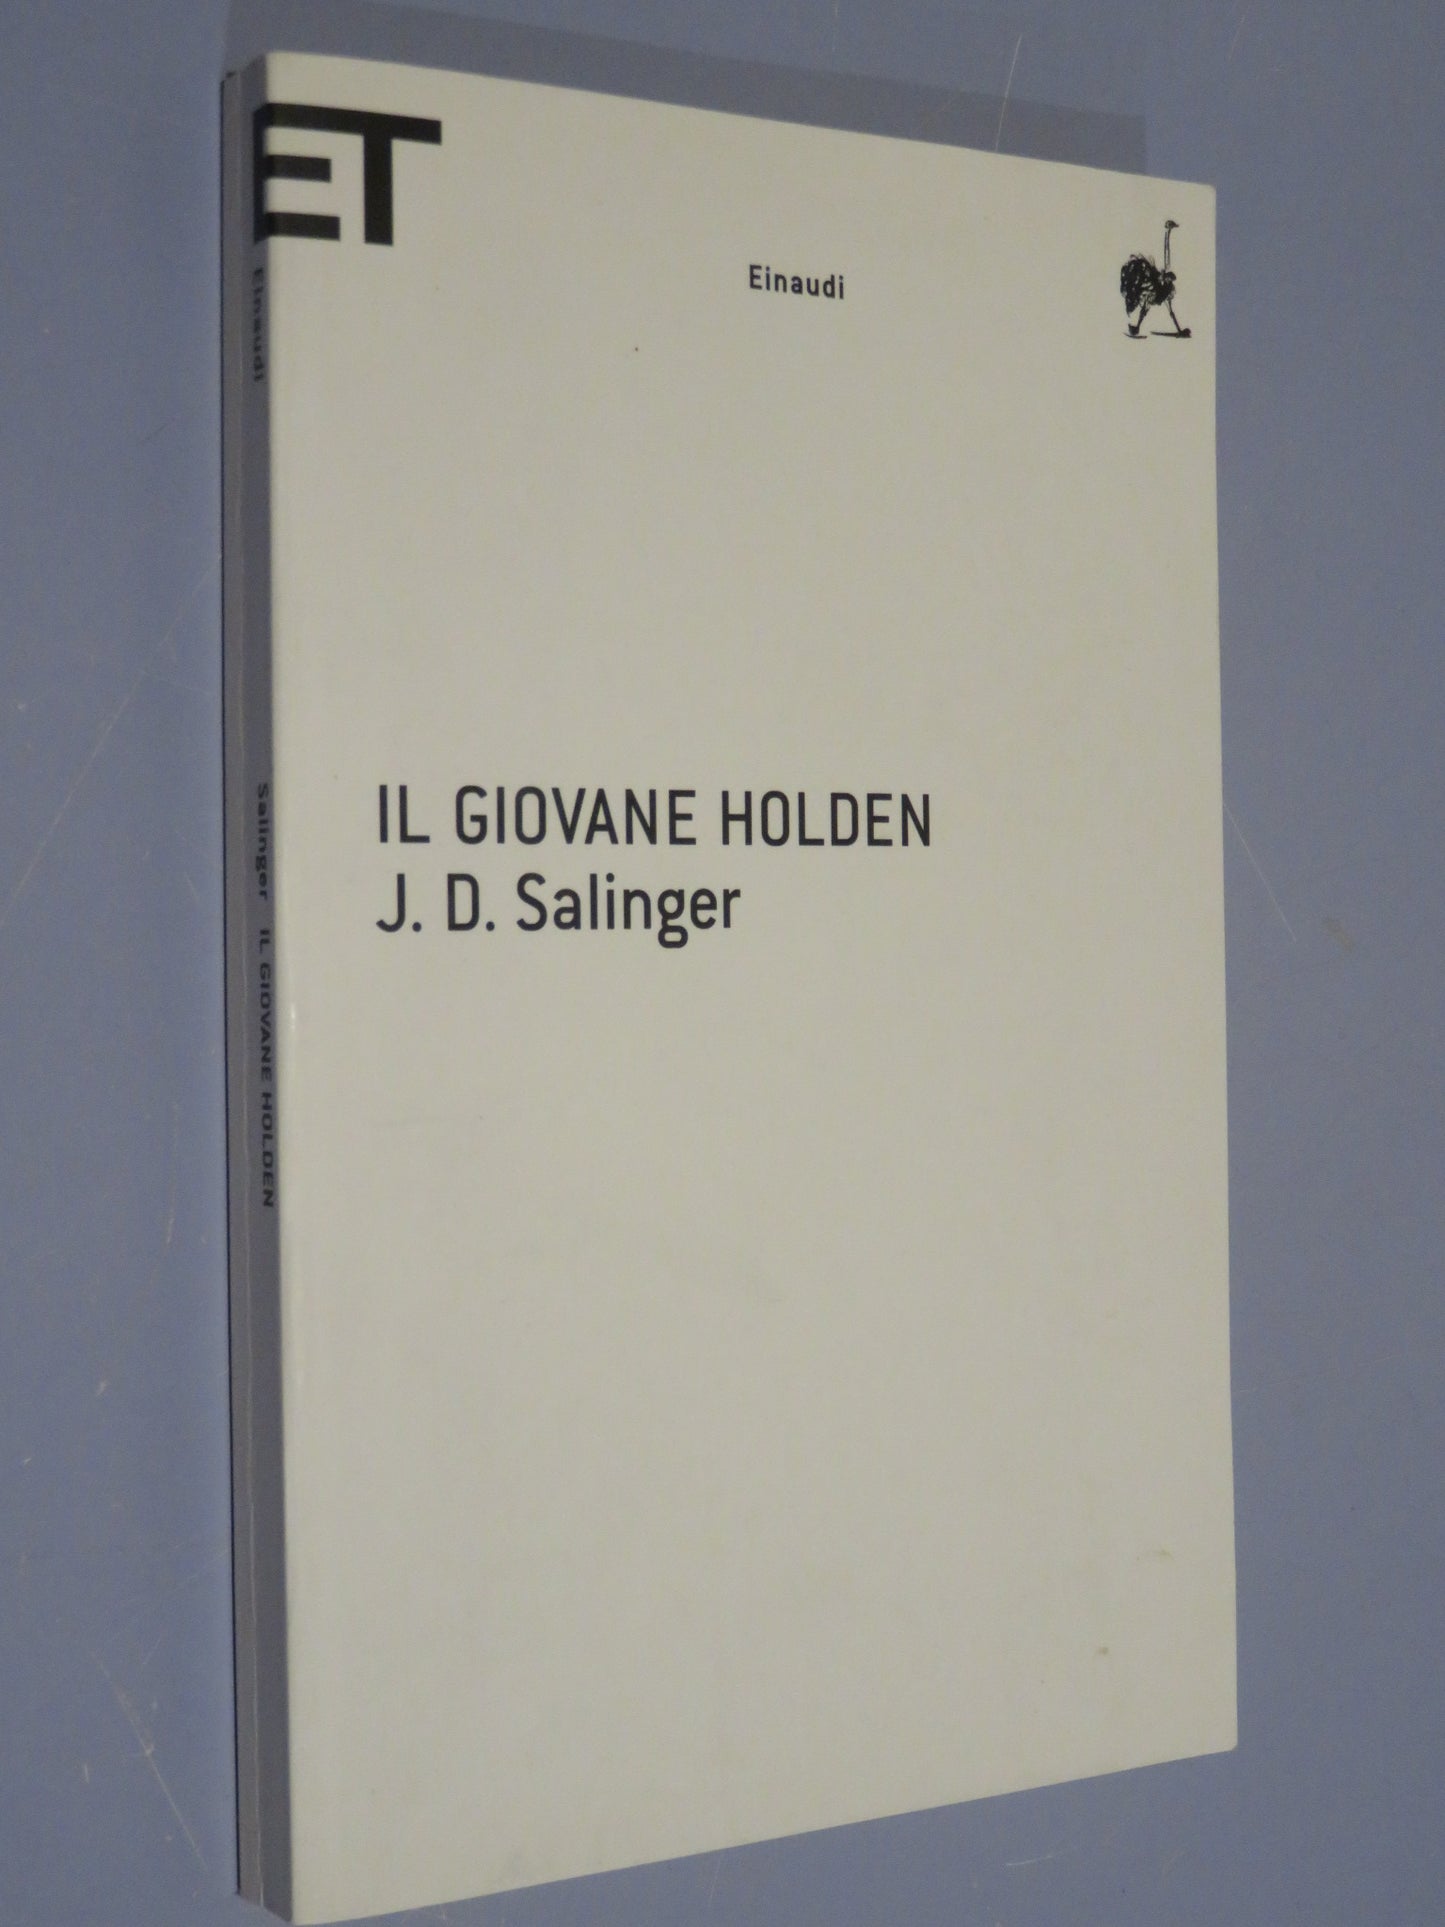 ET
Einaudi
IL GIOVANE HOLDEN
J. D. Salinger
Einaudi
Salinger IL GIOVANE HOLDEN